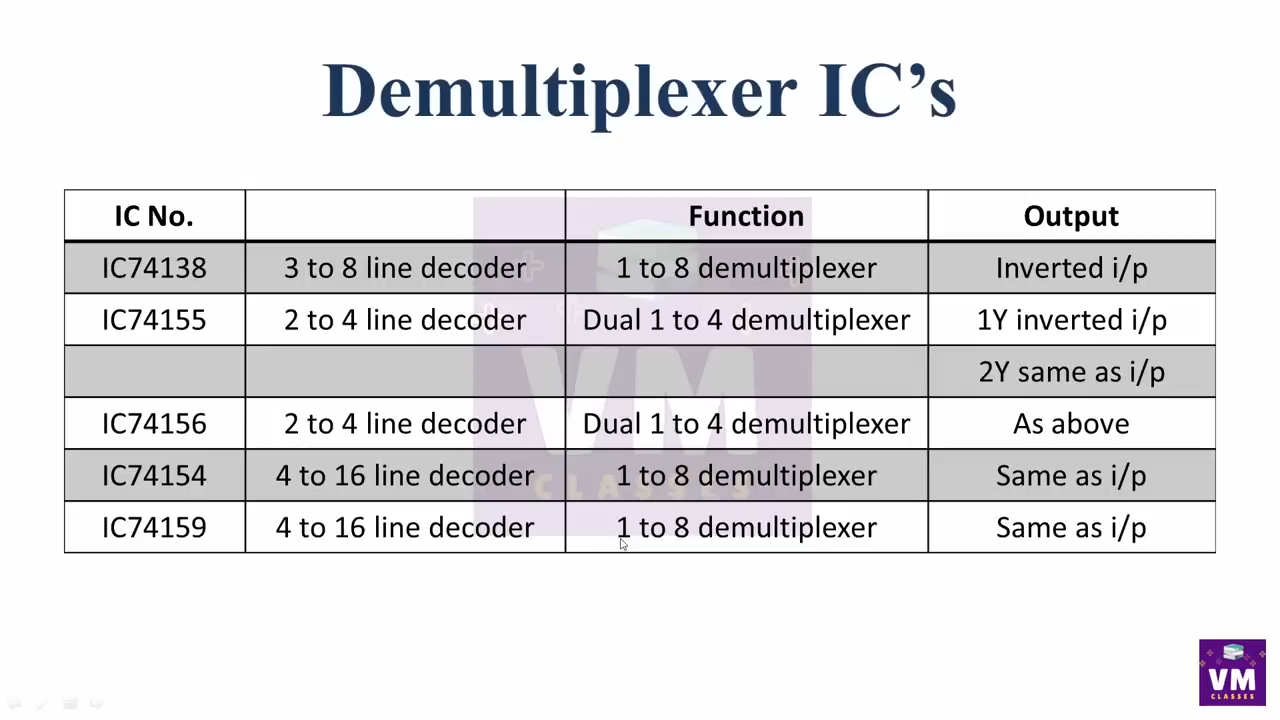 Demultiplexer IC's
IC No. Function Output
IC74138 3 to 8 line decoder 1 to 8 demultiplexer Inverted i/p
IC74155 2 to 4 line decoder Dual 1 to 4 demultiplexer 1Y inverted i/p
2Y same as i/p
IC74156 2 to 4 line decoder Dual 1 to 4 demultiplexer As above
IC74154 4 to 16 line decoder 1 to 8 demultiplexer Same as i/p
IC74159 4 to 16 line decoder 1 to 8 demultiplexer Same as i/p
VM
CLASSES
VM
CLASSES